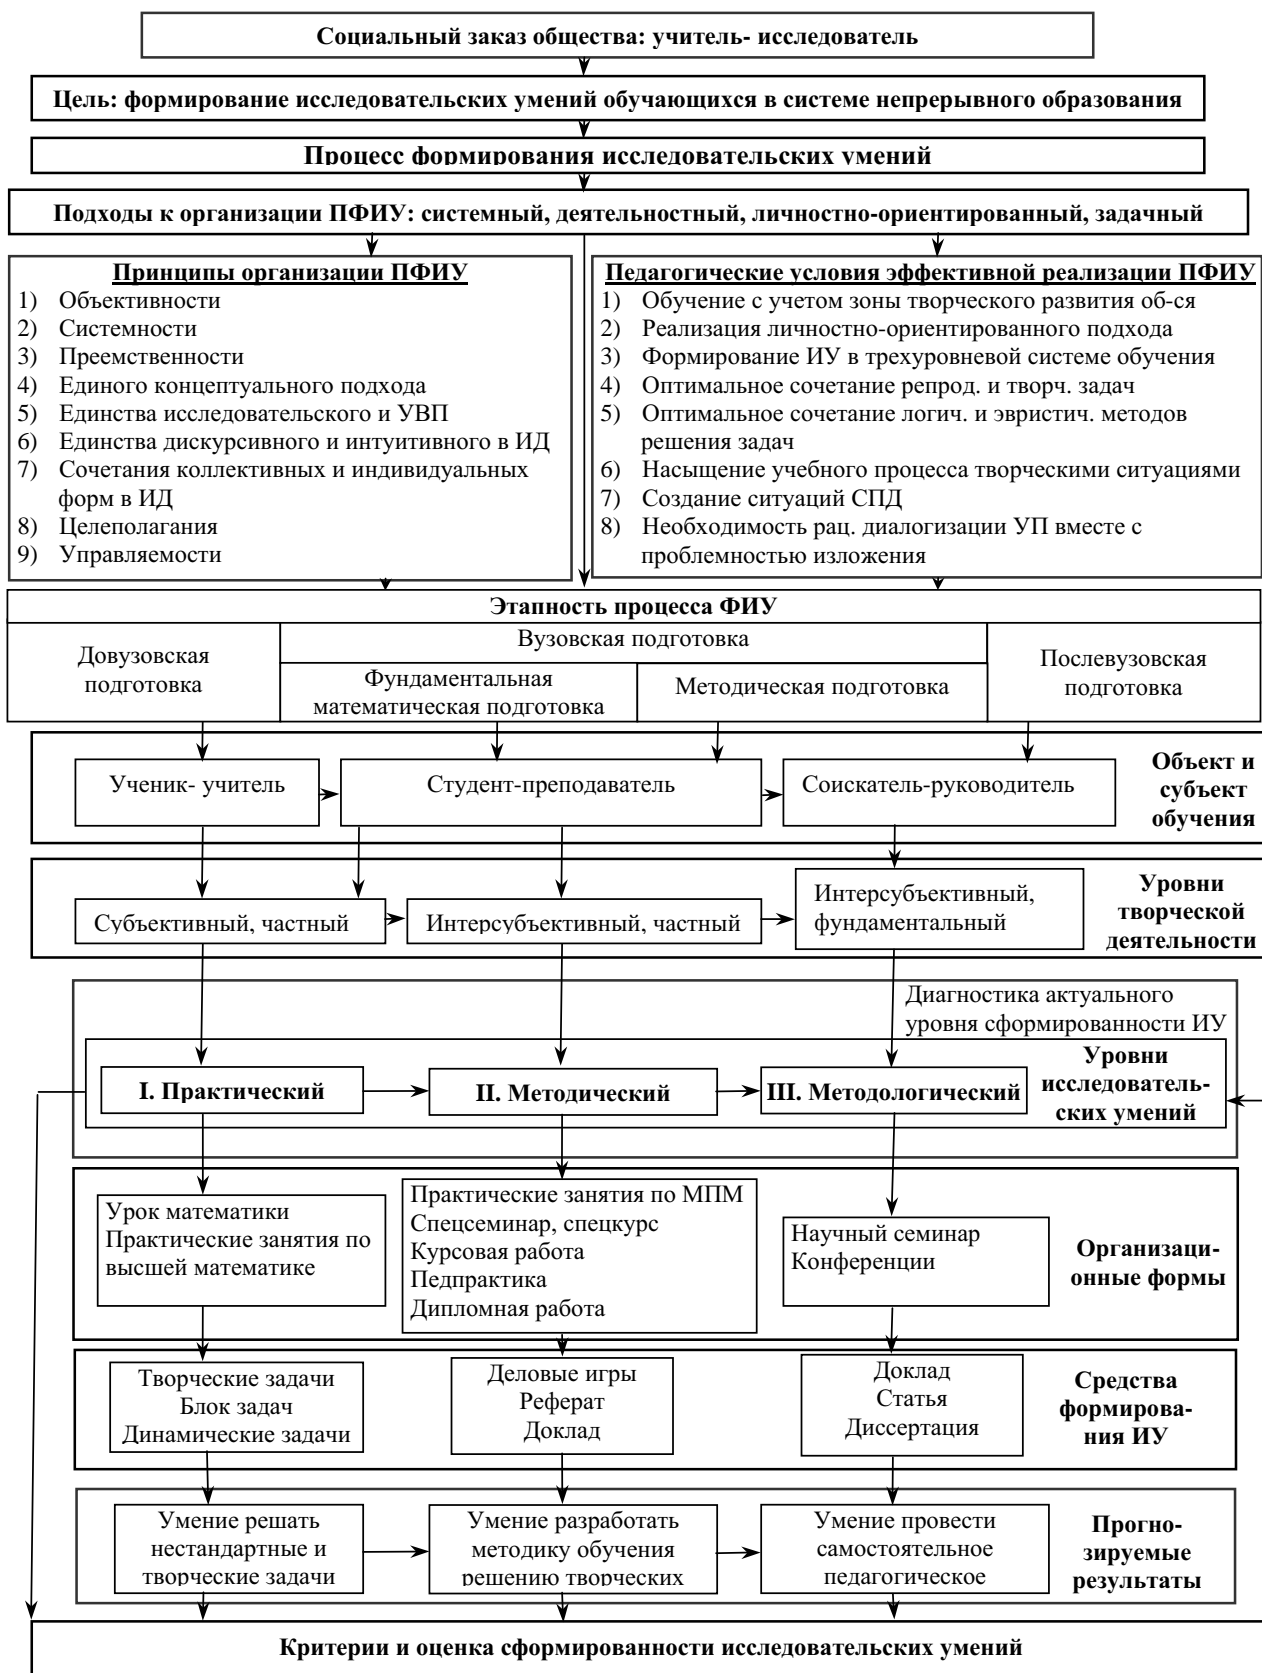 Социальный заказ общества: учитель- исследователь
Цель: формирование исследовательских умений обучающихся в системе непрерывного образования
Процесс формирования исследовательских умений
Подходы к организации ПФИУ: системный, деятельностный, личностно-ориентированный, задачный
Принципы организации ПФИУ
1) Объективности
2) Системности
3) Преемственности
4) Единого концептуального подхода
5) Единства исследовательского и УВП
6) Единства дискурсивного и интуитивного в ИД
7) Сочетания коллективных и индивидуальных
форм в ИД
8) Целеполагания
9) Управляемости
Педагогические условия эффективной реализации ПФИУ
1) Обучение с учетом зоны творческого развития об-ся
2) Реализация личностно-ориентированного подхода
3) Формирование ИУ в трехуровневой системе обучения
4) Оптимальное сочетание репрод. и творч. задач
5) Оптимальное сочетание логич. и эвристич. методов
решения задач
6) Насыщение учебного процесса творческими ситуациями
7) Создание ситуаций СПД
8) Необходимость рац. диалогизации УП вместе с
проблемностью изложения
Этапность процесса ФИУ
Довузовская
подготовка
Вузовская подготовка
Фундаментальная
математическая подготовка
Методическая подготовка
Послевузовская
подготовка
Ученик- учитель
Студент-преподаватель
Соискатель-руководитель
Объект и
субъект
обучения
Субъективный, частный
Интерсубъективный, частный
Интерсубъективный,
фундаментальный
Уровни
творческой
деятельности
Диагностика актуального
уровня сформированности ИУ
I. Практический
II. Методический
III. Методологический
Уровни
исследователь-
ских умений
Урок математики
Практические занятия по
высшей математике
Практические занятия по МПМ
Спецсеминар, спецкурс
Курсовая работа
Педпрактика
Дипломная работа
Научный семинар
Конференции
Организаци-
онные формы
Творческие задачи
Блок задач
Динамические задачи
Деловые игры
Реферат
Доклад
Доклад
Статья
Диссертация
Средства
формирова-
ния ИУ
Умение решать
нестандартные и
творческие задачи
Умение разработать
методику обучения
решению творческих
Умение провести
самостоятельное
педагогическое
Прогно-
зируемые
результаты
Критерии и оценка сформированности исследовательских умений